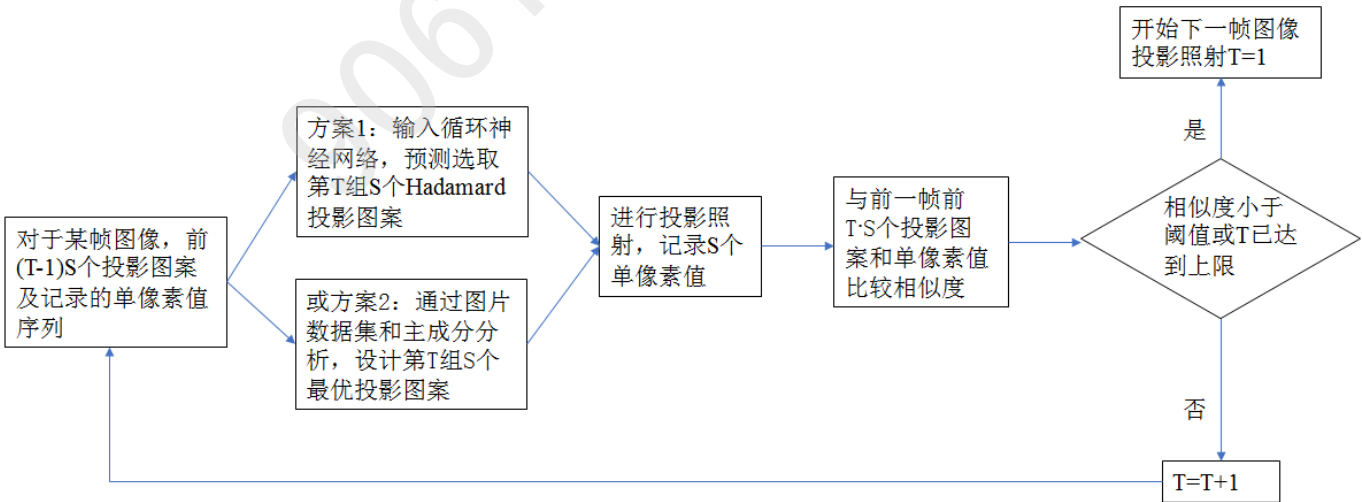 对于某帧图像，前
(T-1)S个投影图案
及记录的单像素值
序列
方案1：输入循环神
经网络，预测选取
第T组S个Hadamard
投影图案
或方案2：通过图片
数据集和主成分分
析，设计第T组S个
最优投影图案
进行投影照
射，记录S个
单像素值
与前一帧前
T·S个投影图
案和单像素值
比较相似度
相似度小于
阈值或T已达
到上限
是
开始下一帧图像
投影照射T=1
否
T=T+1